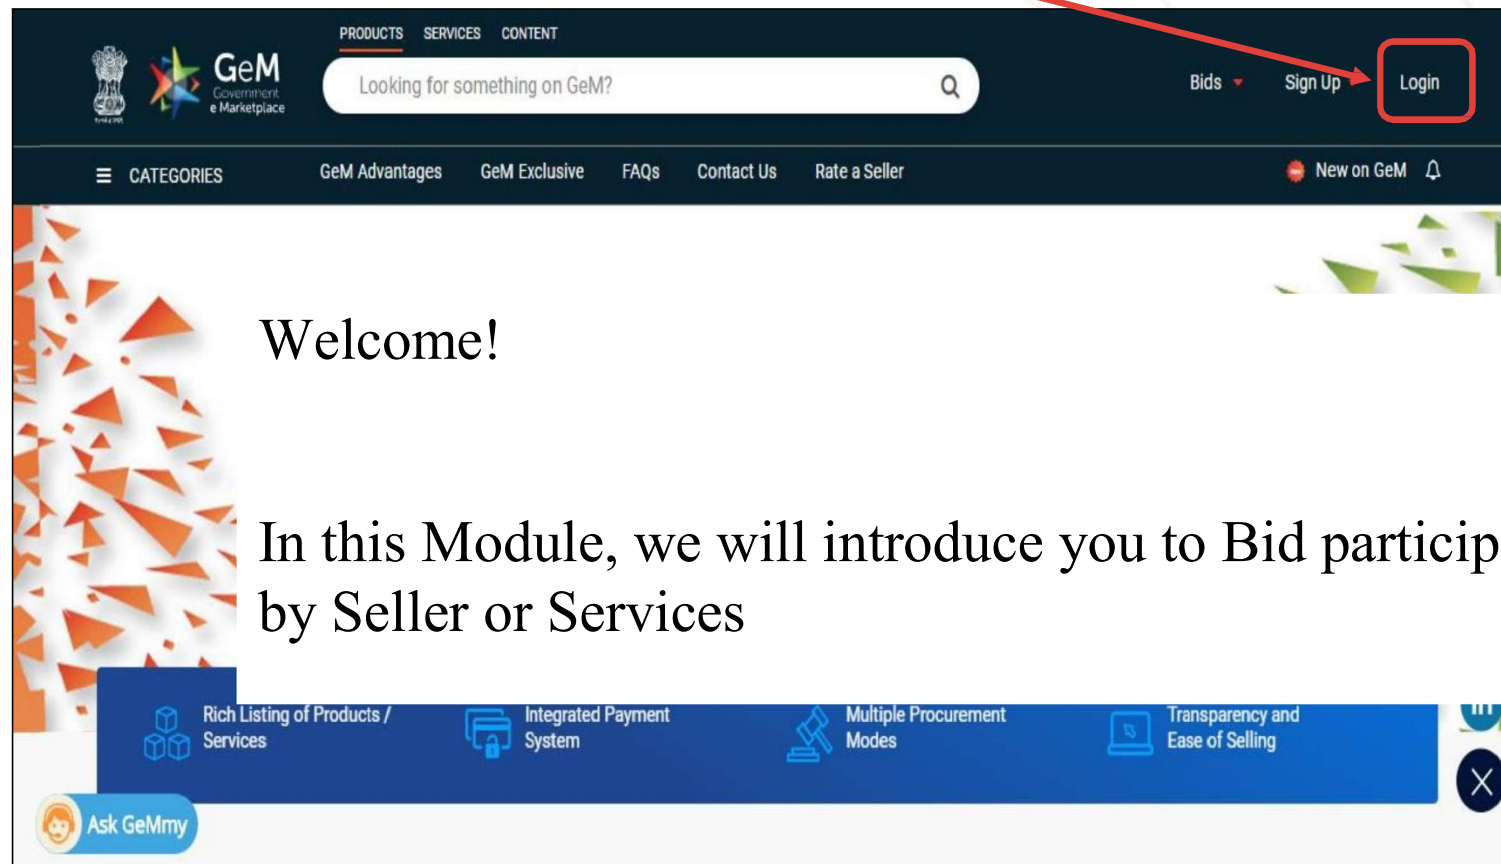 PRODUCTS SERVICES CONTENT
GeM
Government
e Marketplace
Looking for something on GeM?
Bids
Sign Up
Login
CATEGORIES
GeM Advantages
GeM Exclusive
FAQs
Contact Us
Rate a Seller
New on GeM
Welcome!
In this Module, we will introduce you to Bid particip
by Seller or Services
Rich Listing of Products /
Services
Integrated Payment
System
Multiple Procurement
Modes
Transparency and
Ease of Selling
in
X
Ask GeMmy